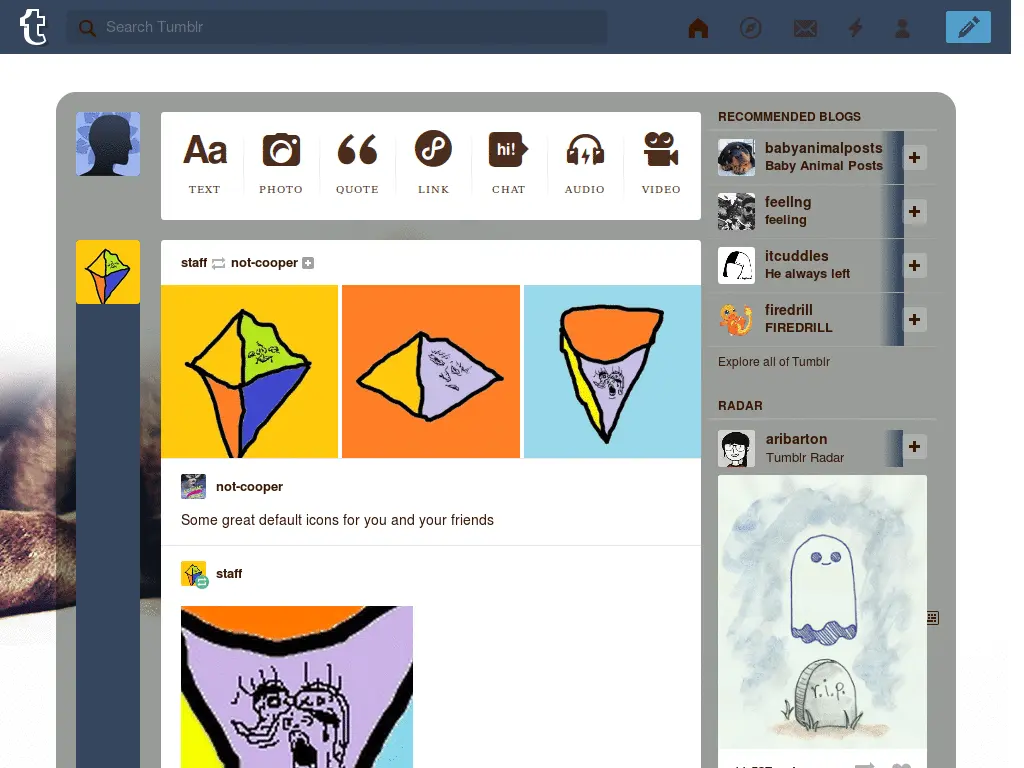 Search Tumblr
Aa
hi!
TEXT
PHOTO
QUOTE
LINK
CHAT
AUDIO
VIDEO
staff not-cooper
not-cooper
Some great default icons for you and your friends
staff
RECOMMENDED BLOGS
babyanimalposts
Baby Animal Posts
feellng
feeling
itcuddles
He always left
firedrill
FIREDRILL
Explore all of Tumblr
RADAR
aribarton
Tumblr Radar
r.i.p.